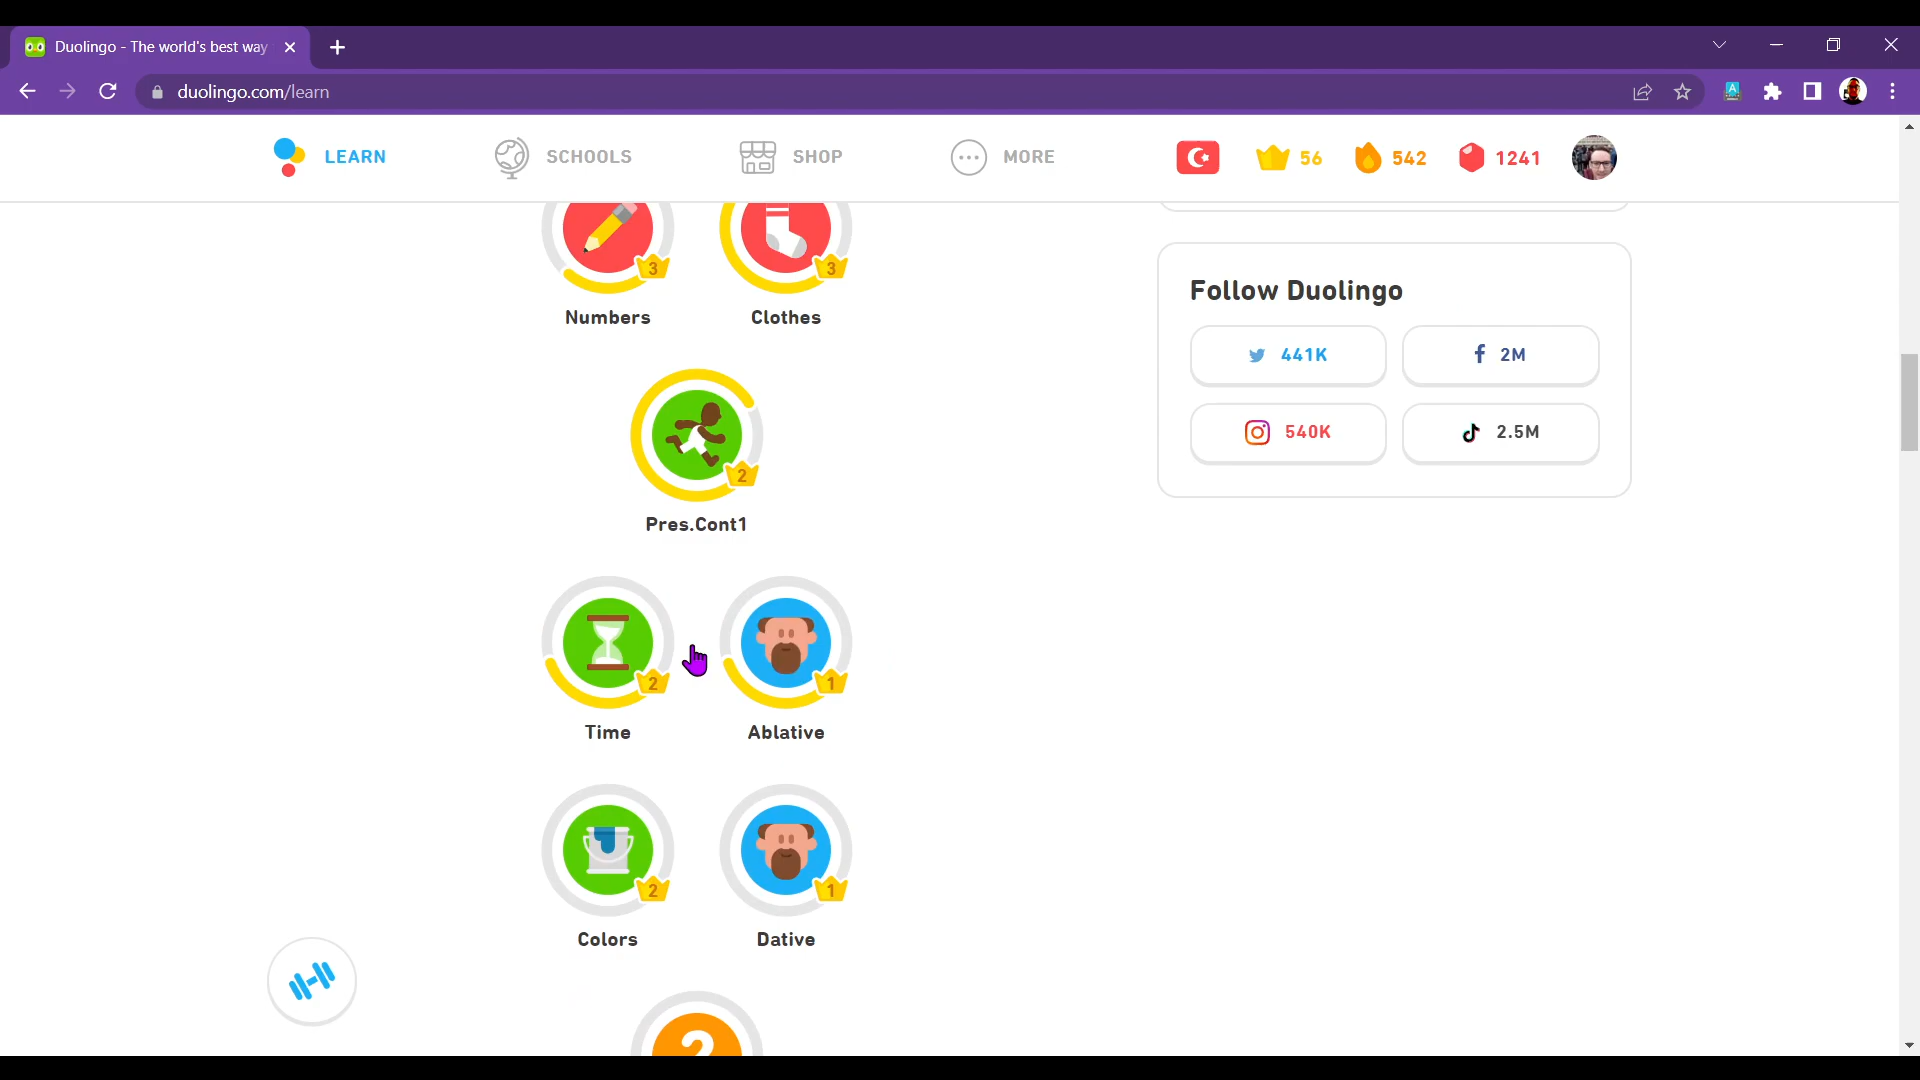 Duolingo - The world's best way
duolingo.com/learn
LEARN
SCHOOLS
SHOP
MORE
56
542
1241
3
3
Numbers
Clothes
2
Pres.Cont1
2
1
Time
Ablative
2
1
Colors
Dative
?
Follow Duolingo
441K
2M
540K
2.5M